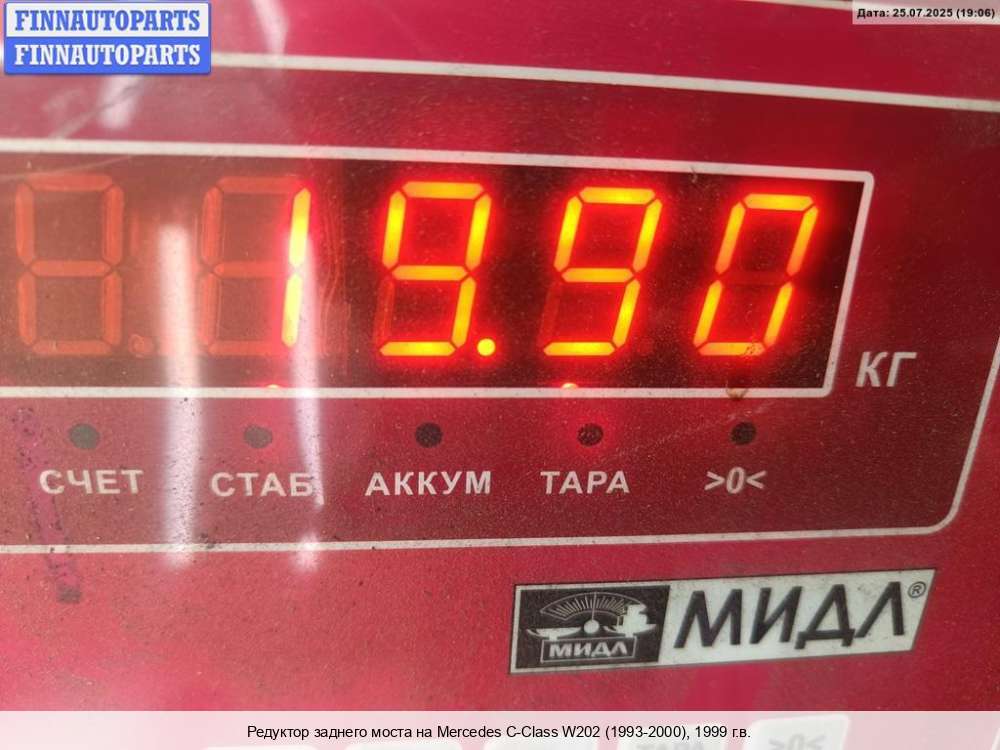 FINNAUTOPARTS
FINNAUTOPARTS
Дата: 25.07.2025 (19:06)
19.90
КГ
СЧЕТ СТАБ АККУМ ТАРА >0<
МИДЛ МИДЛ®
Редуктор заднего моста на Mercedes C-Class W202 (1993-2000), 1999 г.в.